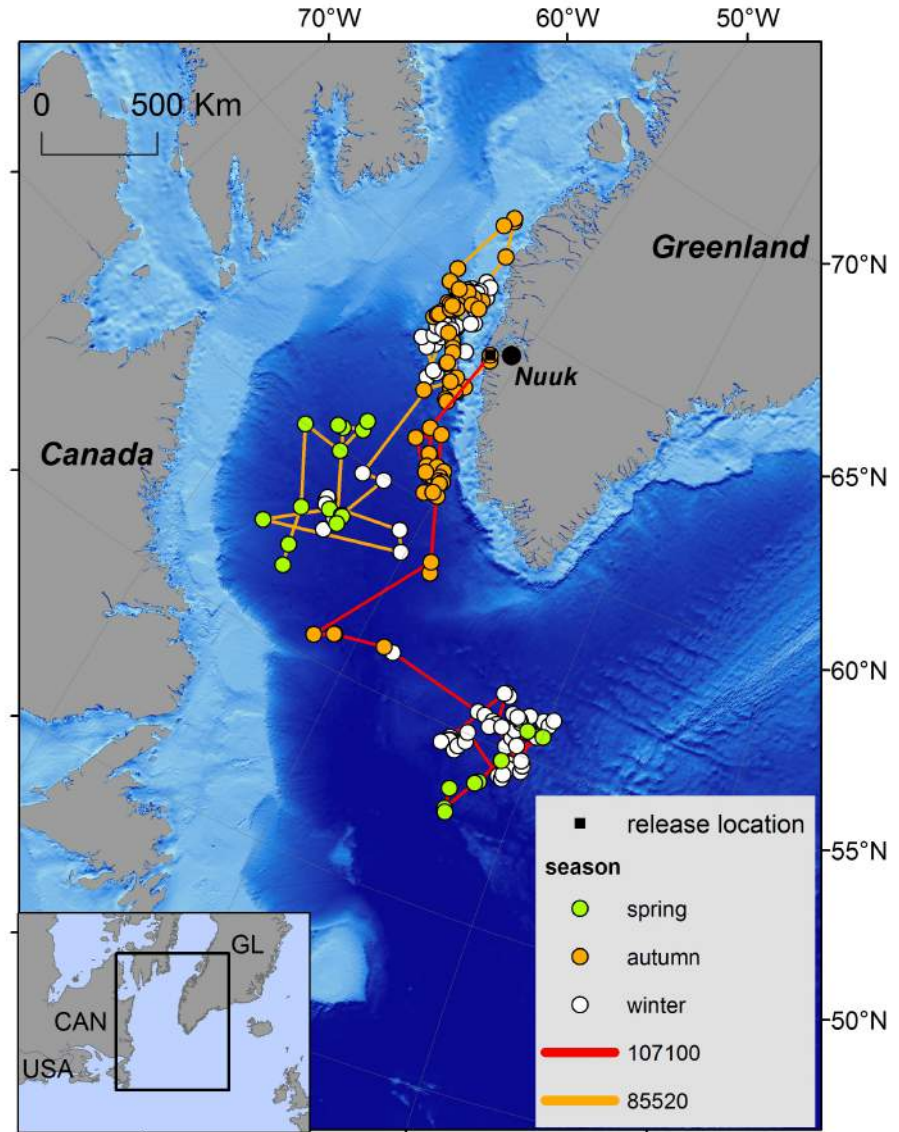 70°W 60°W 50°W
0 500 Km
Greenland
70°N
Nuuk
Canada
65°N
60°N
release location
55°N
season
spring
GL
autumn
winter
50°N
CAN
107100
USA
85520